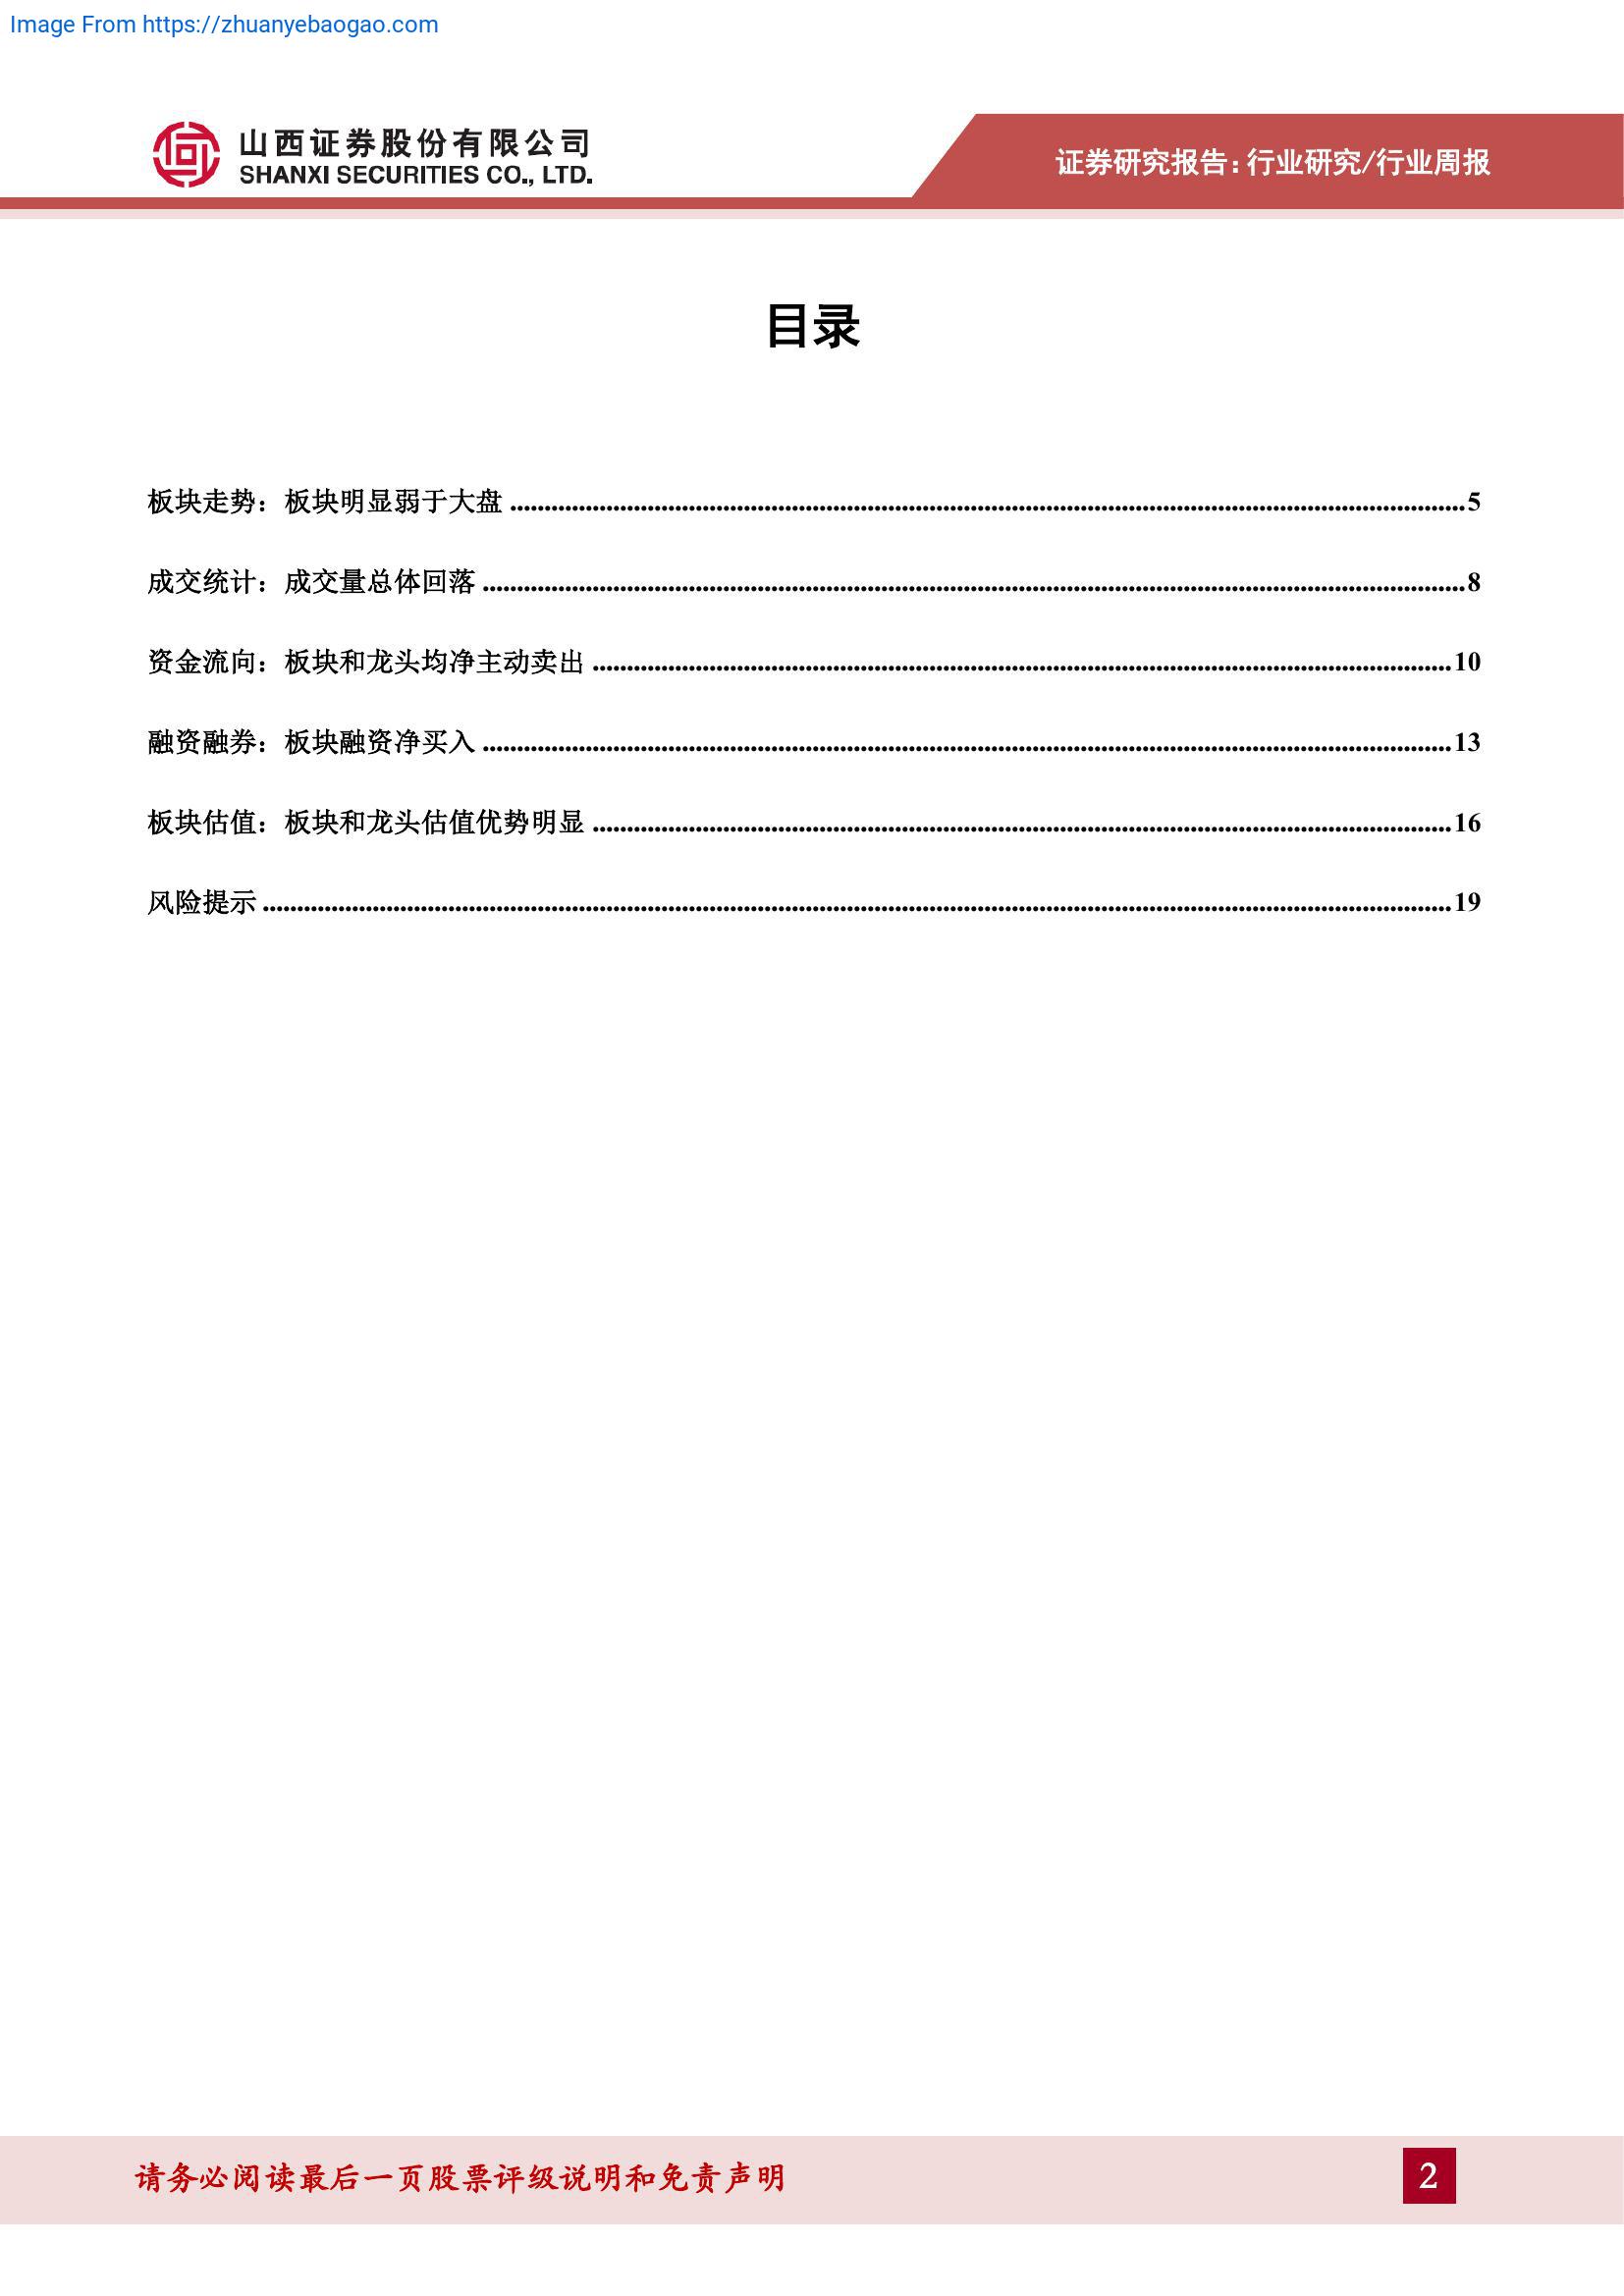 Image From https://zhuanyebaogao.com
山西证券股份有限公司
SHANXI SECURITIES CO., LTD.
证券研究报告：行业研究/行业周报
目录
板块走势：板块明显弱于大盘 5
成交统计：成交量总体回落 8
资金流向：板块和龙头均净主动卖出 10
融资融券：板块融资净买入 13
板块估值：板块和龙头估值优势明显 16
风险提示 19
请务必阅读最后一页股票评级说明和免责声明
2